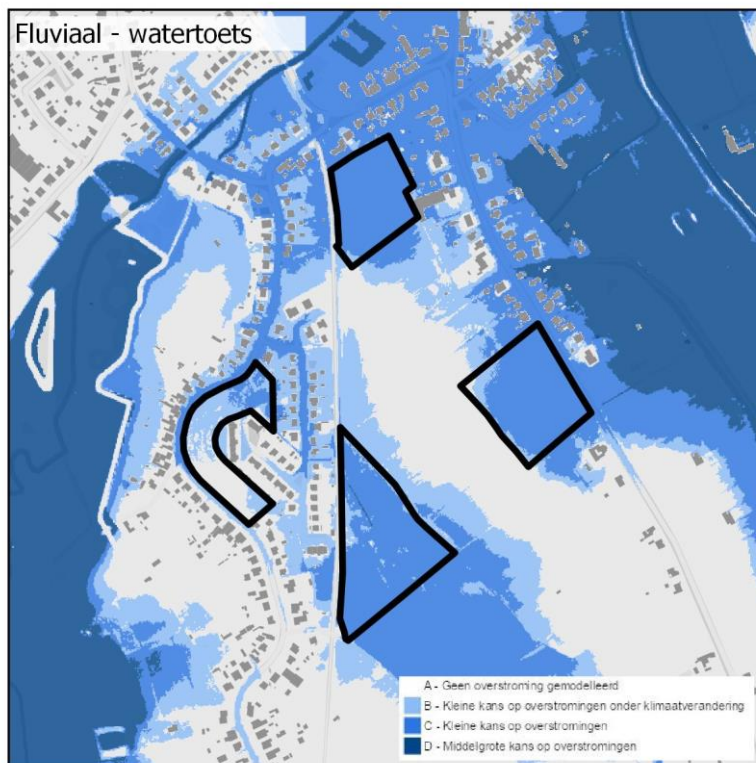 Fluviaal - watertoets
A - Geen overstroming gemodelleerd
B - Kleine kans op overstromingen onder klimaatverandering
C - Kleine kans op overstromingen
D - Middelgrote kans op overstromingen